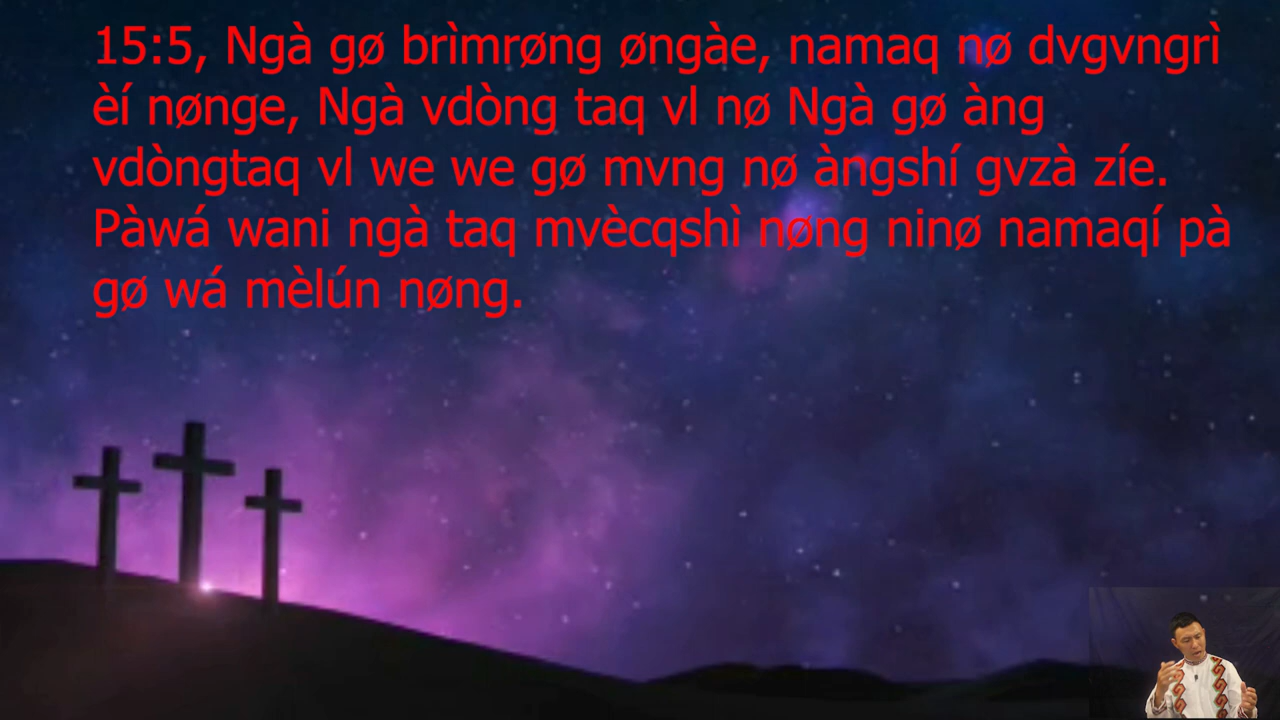 15:5, Ngà gø brìmrøng øngàe, namaq nø dvgvngrì
èí nønge, Ngà vdòng taq vl nø Ngà gø àng
vdòngtaq vl we we gø mvng nø àngshí gvzà zíe.
Pàwá wani ngà taq mvècqshì nøng ninø namaqí pà
gø wá mèlún nøng.